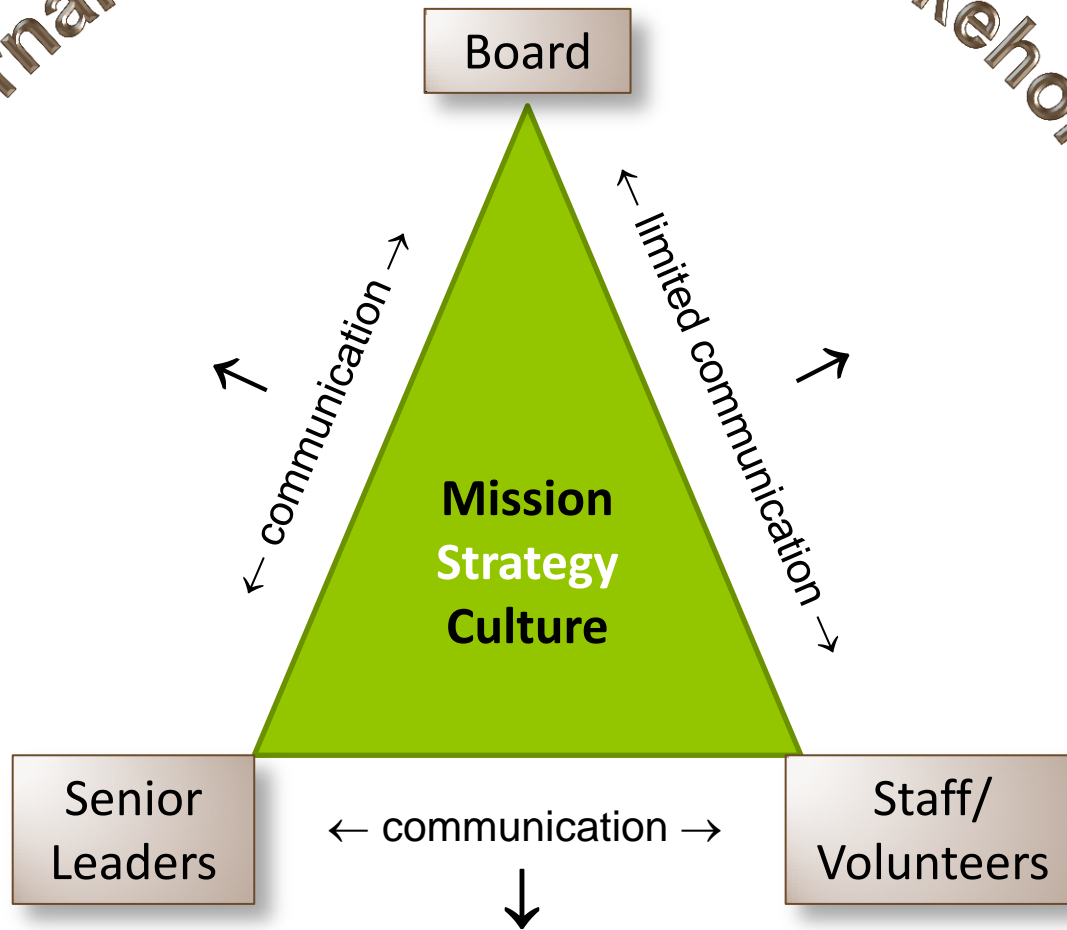 Board
← communication →
← limited communication →
Mission
Strategy
Culture
Senior
Leaders
← communication →
Staff/
Volunteers